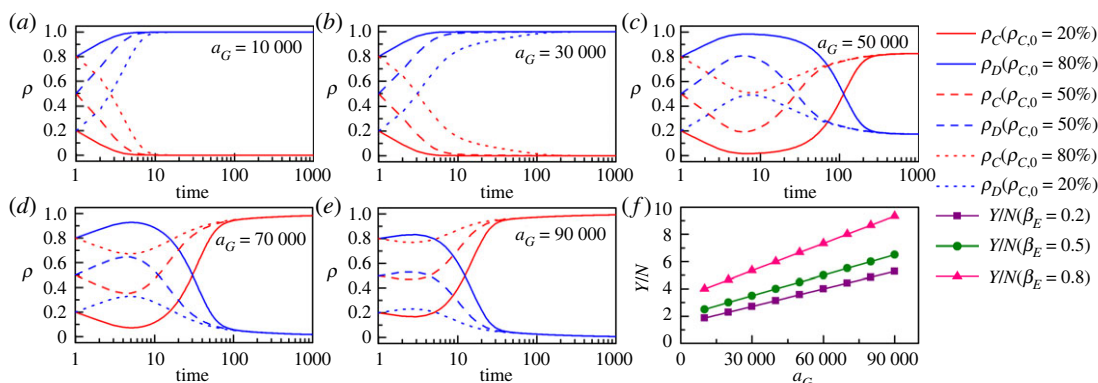 (a)
1.0
0.8
0.6
0.4
0.2
0
ρ
a_G = 10 000
1 10 100 1000
time
(b)
1.0
0.8
0.6
0.4
0.2
0
ρ
a_G = 30 000
1 10 100 1000
time
(c)
1.0
0.8
0.6
0.4
0.2
0
ρ
a_G = 50 000
1 10 100 1000
time
ρ_C(ρ_{C,0} = 20%)
ρ_D(ρ_{C,0} = 80%)
ρ_C(ρ_{C,0} = 50%)
ρ_D(ρ_{C,0} = 50%)
ρ_C(ρ_{C,0} = 80%)
ρ_D(ρ_{C,0} = 20%)
Y/N(β_E = 0.2)
Y/N(β_E = 0.5)
Y/N(β_E = 0.8)
(d)
1.0
0.8
0.6
0.4
0.2
0
ρ
a_G = 70 000
1 10 100 1000
time
(e)
1.0
0.8
0.6
0.4
0.2
0
ρ
a_G = 90 000
1 10 100 1000
time
(f)
10
8
6
4
2
0
Y/N
0 30 000 60 000 90 000
a_G